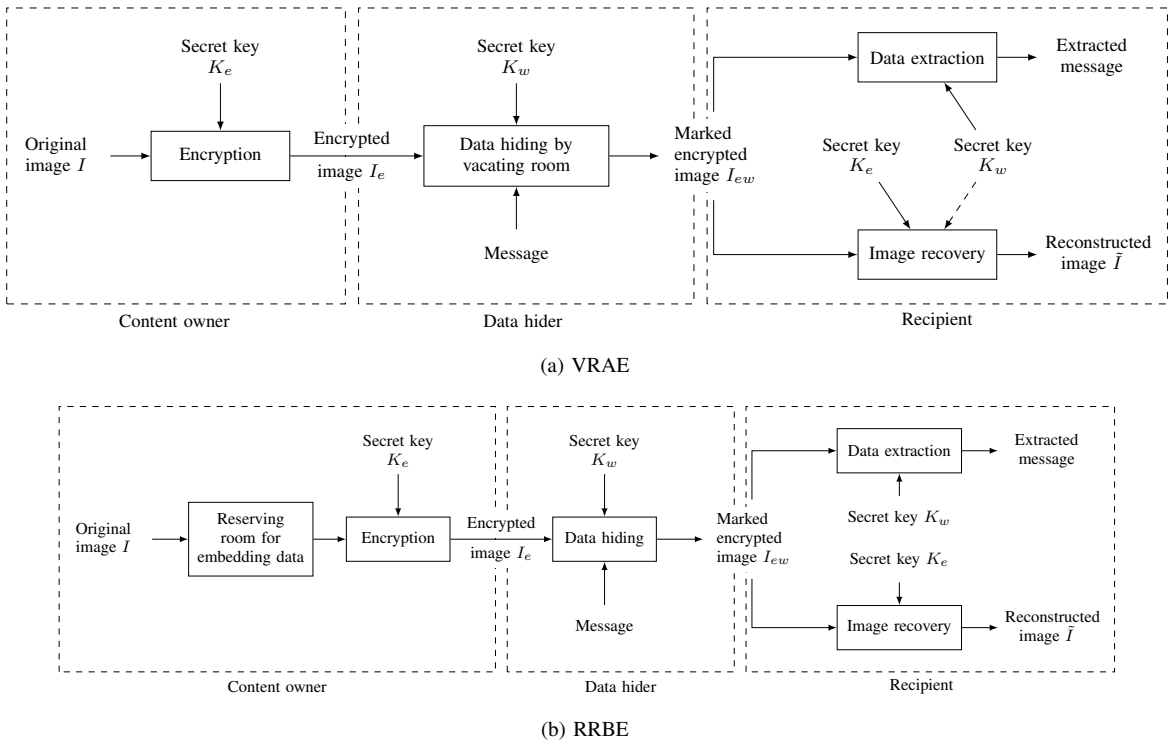 Secret key
K_e
Original
image I
Encryption
Encrypted
image I_e
Secret key
K_w
Data hiding by
vacating room
Message
Marked
encrypted
image I_{ew}
Data extraction
Extracted
message
Secret key
K_e
Secret key
K_w
Image recovery
Reconstructed
image Ĩ
Content owner
Data hider
Recipient
(a) VRAE
Original
image I
Reserving
room for
embedding data
Secret key
K_e
Encryption
Encrypted
image I_e
Secret key
K_w
Data hiding
Message
Marked
encrypted
image I_{ew}
Data extraction
Extracted
message
Secret key K_w
Secret key K_e
Image recovery
Reconstructed
image Ĩ
Content owner
Data hider
Recipient
(b) RRBE